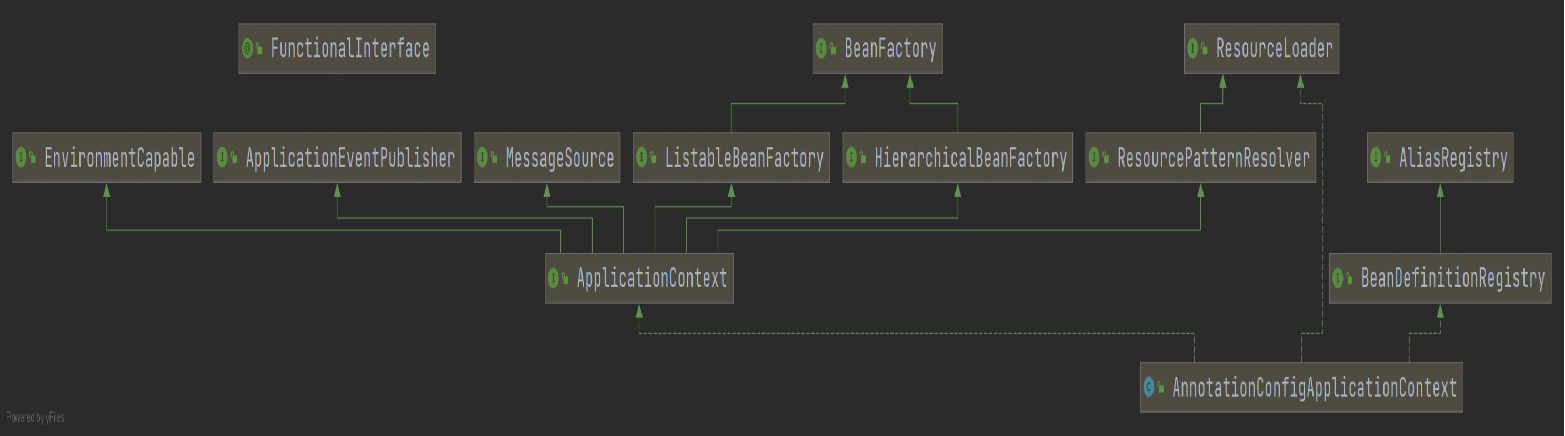 FunctionalInterface
BeanFactory
ResourceLoader
EnvironmentCapable
ApplicationEventPublisher
MessageSource
ListableBeanFactory
HierarchicalBeanFactory
ResourcePatternResolver
AliasRegistry
ApplicationContext
BeanDefinitionRegistry
AnnotationConfigApplicationContext
Powered by yFiles